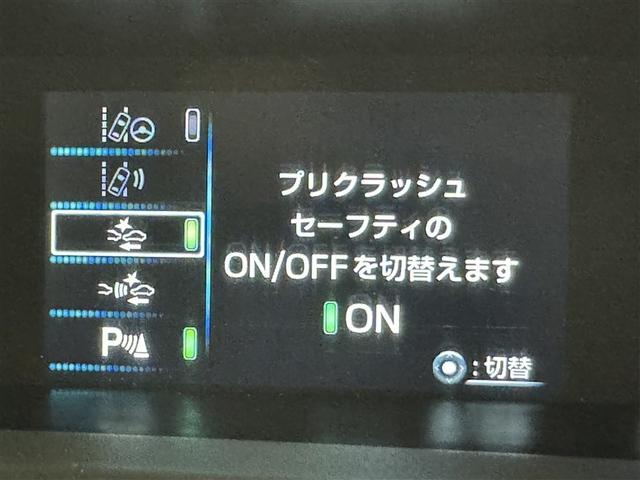 P
プリクラッシュ
セーフティの
ON/OFFを切替えます
ON
:切替